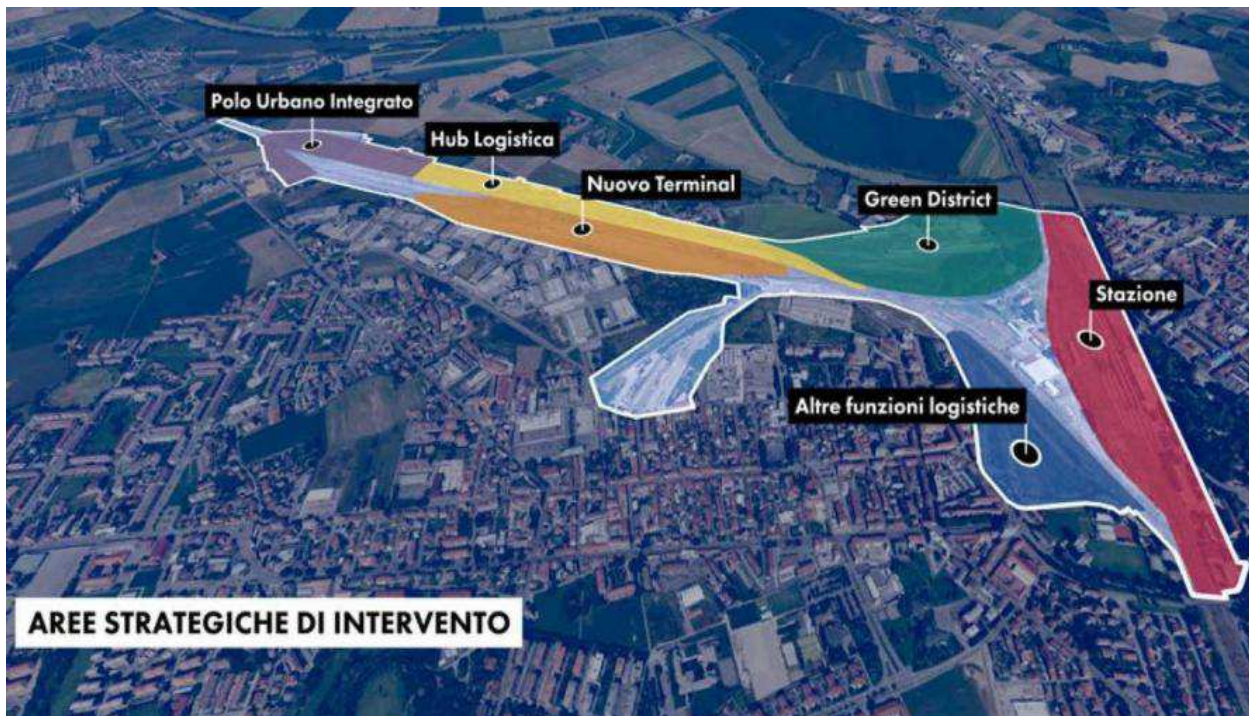 Polo Urbano Integrato
Hub Logistica
Nuovo Terminal
Green District
Stazione
Altre funzioni logistiche
AREE STRATEGICHE DI INTERVENTO